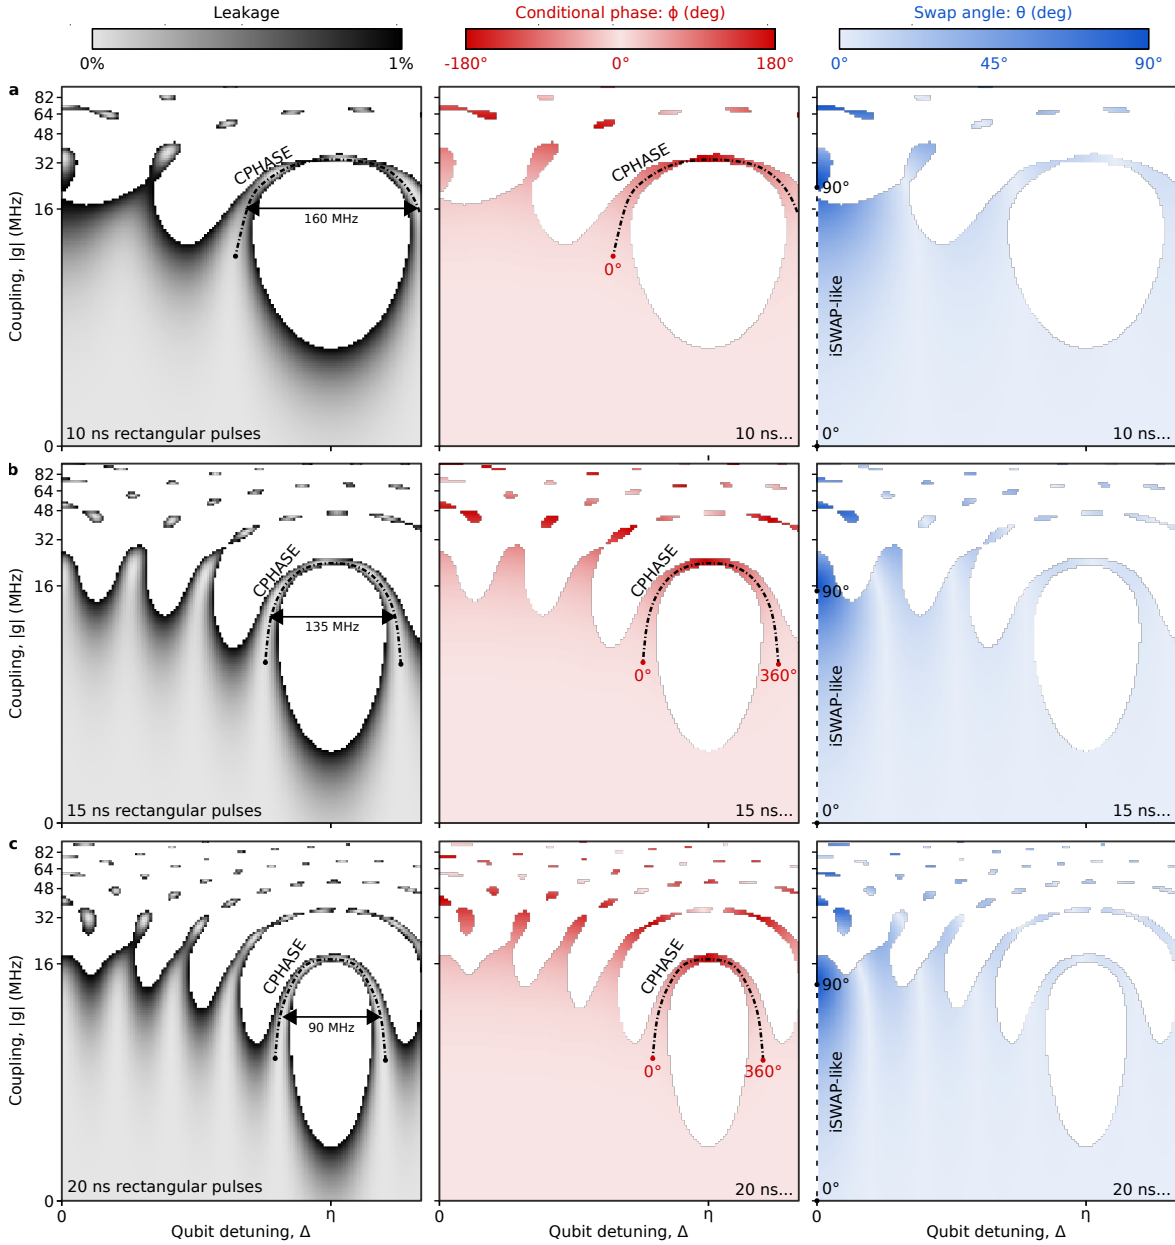 Leakage
Conditional phase: ϕ (deg)
Swap angle: θ (deg)
0%
1%
-180°
0°
180°
0°
45°
90°
a
Coupling, |g| (MHz)
82
64
48
32
16
0
CPHASE
160 MHz
10 ns rectangular pulses
CPHASE
0°
10 ns...
90°
iSWAP-like
0°
10 ns...
b
Coupling, |g| (MHz)
82
64
48
32
16
0
CPHASE
135 MHz
15 ns rectangular pulses
CPHASE
0°
360°
15 ns...
90°
iSWAP-like
0°
15 ns...
c
Coupling, |g| (MHz)
82
64
48
32
16
0
CPHASE
90 MHz
20 ns rectangular pulses
CPHASE
0°
360°
20 ns...
90°
iSWAP-like
0°
20 ns...
0
η
Qubit detuning, Δ
0
η
Qubit detuning, Δ
0
η
Qubit detuning, Δ